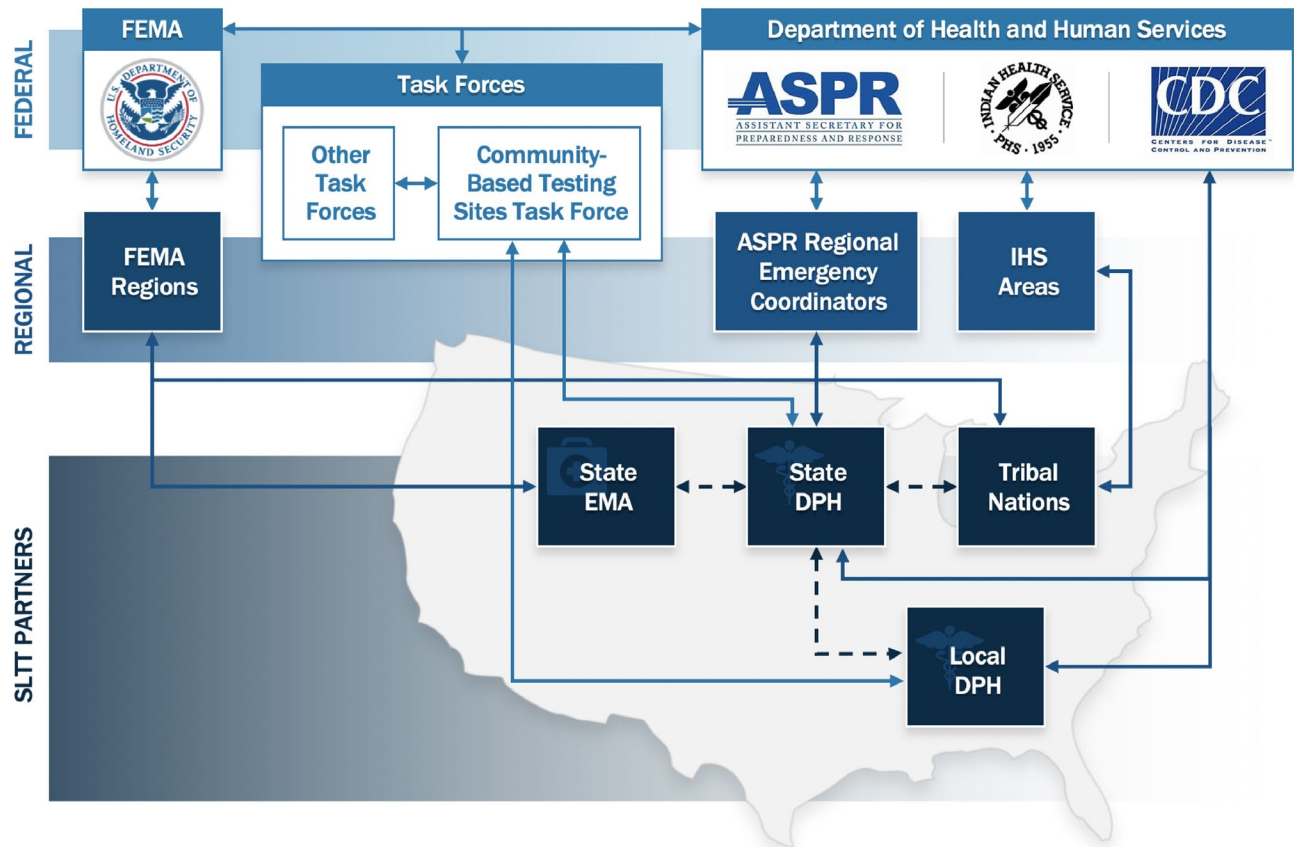 FEDERAL
FEMA
U.S. DEPARTMENT OF
HOMELAND SECURITY
Department of Health and Human Services
ASPR
ASSISTANT SECRETARY FOR
PREPAREDNESS AND RESPONSE
INDIAN HEALTH SERVICE
PHS · 1955
CDC
CENTERS FOR DISEASE™
CONTROL AND PREVENTION
Task Forces
Other
Task
Forces
Community-
Based Testing
Sites Task Force
REGIONAL
FEMA
Regions
ASPR Regional
Emergency
Coordinators
IHS
Areas
SLTT PARTNERS
State
EMA
State
DPH
Tribal
Nations
Local
DPH